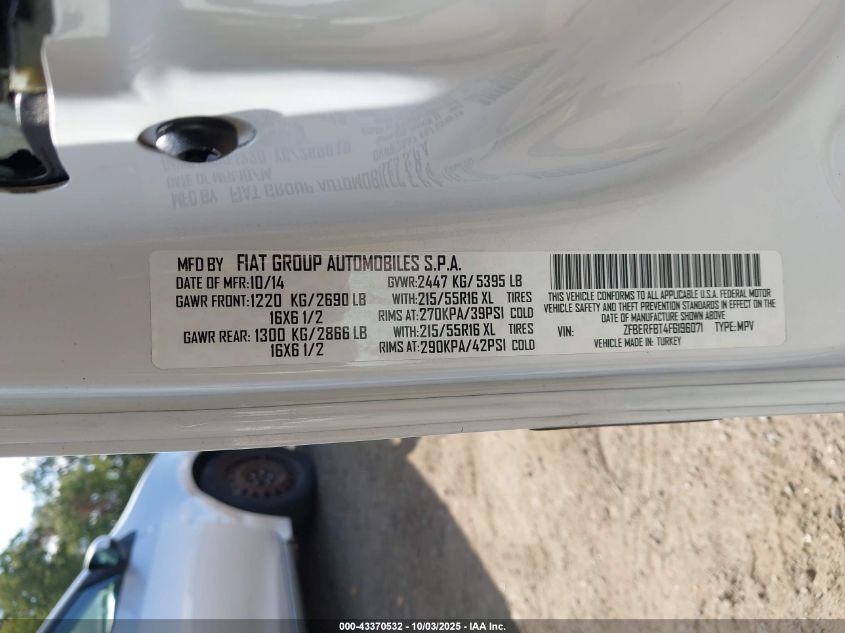 MFD BY FIAT GROUP AUTOMOBILES S.P.A.
DATE OF MFR: 10/14 GVWR: 2447 KG/ 5395 LB
GAWR FRONT: 1220 KG/ 2690 LB WITH: 215/55R16 XL TIRES
16X6 1/2 RIMS AT: 270KPA/39PSI COLD
GAWR REAR: 1300 KG/ 2866 LB WITH: 215/55R16 XL TIRES
16X6 1/2 RIMS AT: 290KPA/42PSI COLD
THIS VEHICLE CONFORMS TO ALL APPLICABLE U.S.A. FEDERAL MOTOR
VEHICLE SAFETY AND THEFT PREVENTION STANDARDS IN EFFECT ON THE
DATE OF MANUFACTURE SHOWN ABOVE
VIN: ZFBERFBT4F6196071 TYPE: MPV
VEHICLE MADE IN: TURKEY
000-43370532 - 10/03/2025 - IAA Inc.